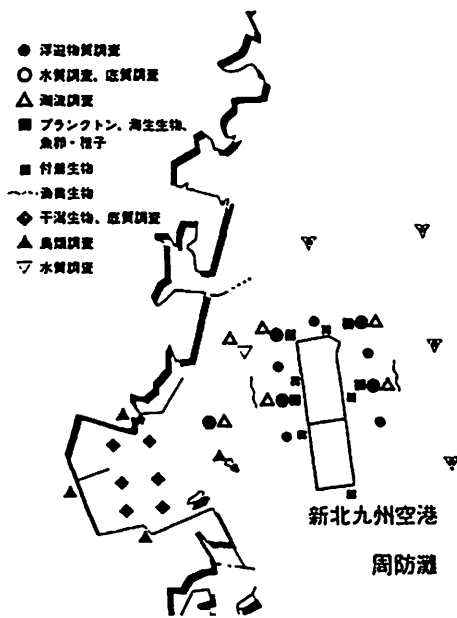 浮遊物質調査
水質調査、底質調査
潮流調査
プランクトン、海生生物、
魚卵・稚子
付着生物
漁業生物
干潟生物、底質調査
鳥類調査
水質調査
新北九州空港
周防灘